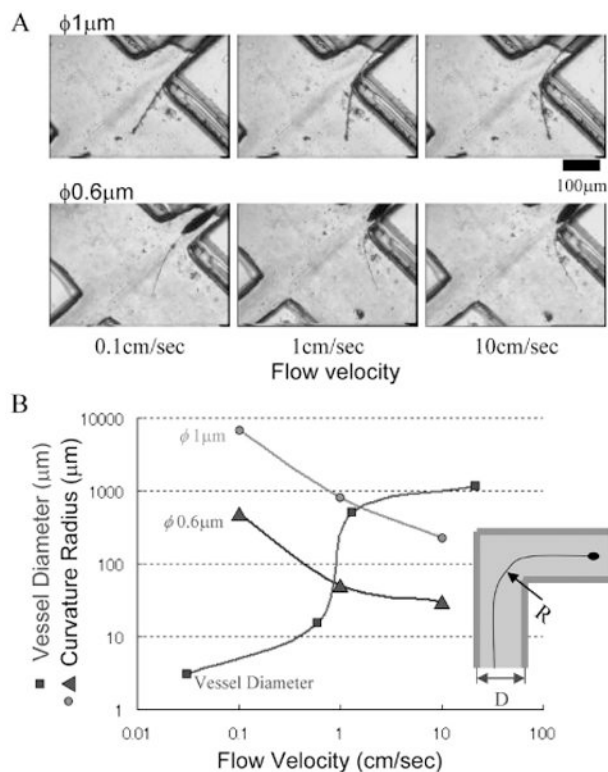 A
ϕ1μm
100μm
ϕ0.6μm
0.1cm/sec 1cm/sec 10cm/sec
Flow velocity
B
Vessel Diameter (μm)
Curvature Radius (μm)
10000
1000
100
10
1
ϕ 1μm
ϕ 0.6μm
Vessel Diameter
R
D
0.01 0.1 1 10 100
Flow Velocity (cm/sec)